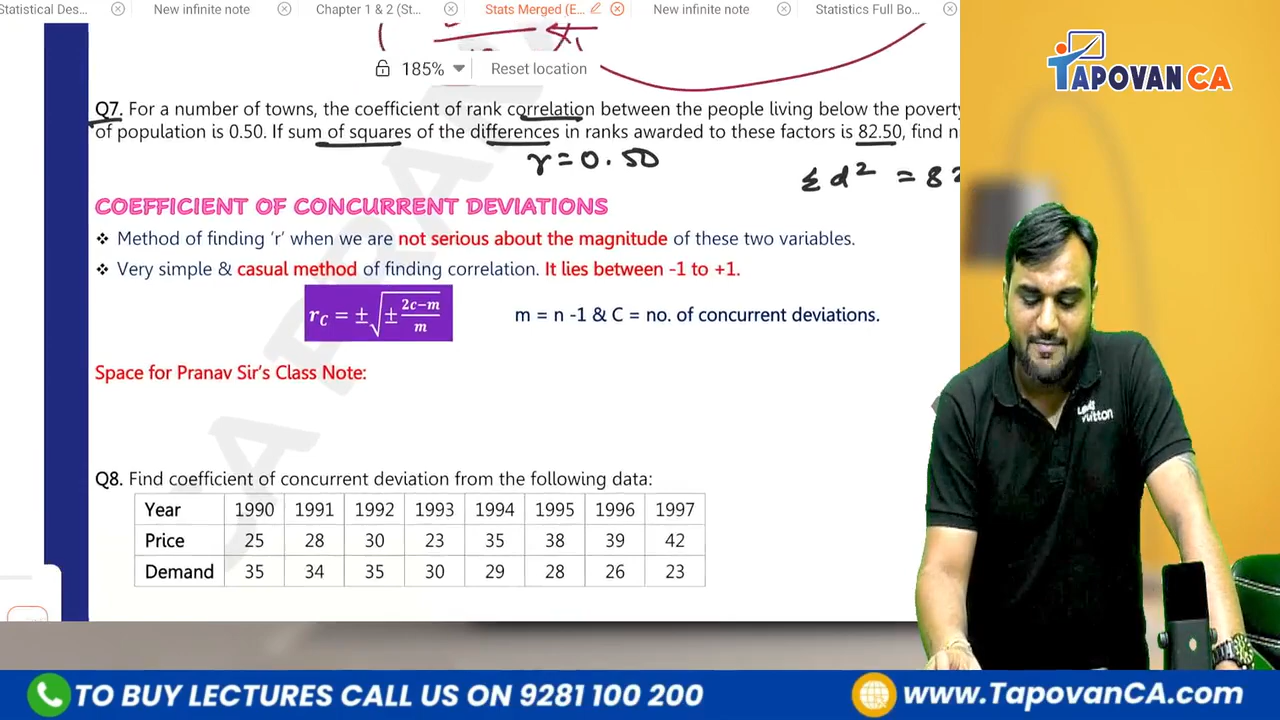 Statistical Des... New infinite note Chapter 1 & 2 (St... Stats Merged (E... New infinite note Statistics Full Bo...
185% Reset location
TAPOVAN CA
Q7. For a number of towns, the coefficient of rank correlation between the people living below the poverty
of population is 0.50. If sum of squares of the differences in ranks awarded to these factors is 82.50, find n
r = 0.50
Σd² = 8
COEFFICIENT OF CONCURRENT DEVIATIONS
❖ Method of finding ‘r’ when we are not serious about the magnitude of these two variables.
❖ Very simple & casual method of finding correlation. It lies between -1 to +1.
r_C = ±√(± (2c−m)/m) m = n -1 & C = no. of concurrent deviations.
Space for Pranav Sir’s Class Note:
Q8. Find coefficient of concurrent deviation from the following data:
Year 1990 1991 1992 1993 1994 1995 1996 1997
Price 25 28 30 23 35 38 39 42
Demand 35 34 35 30 29 28 26 23
Louis
Vuitton
TO BUY LECTURES CALL US ON 9281 100 200
www.TapovanCA.com